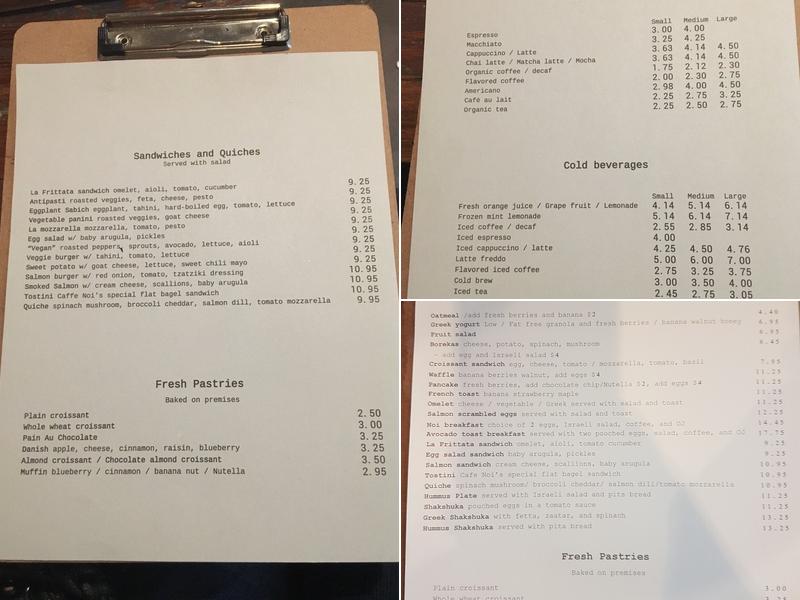 Sandwiches and Quiches
Served with salad
La Frittata sandwich omelet, aioli, tomato, cucumber 9.25
Antipasti roasted veggies, feta, cheese, pesto 9.25
Eggplant Sabich eggplant, tahini, hard-boiled egg, tomato, lettuce 9.25
Vegetable panini roasted veggies, goat cheese 9.25
La mozzarella mozzarella, tomato, pesto 9.25
Egg salad w/ baby arugula, pickles 9.25
"Vegan" roasted peppers, sprouts, avocado, lettuce, aioli 9.25
Veggie burger w/ tahini, tomato, lettuce 9.25
Sweet potato w/ goat cheese, lettuce, sweet chili mayo 9.25
Salmon burger w/ red onion, tomato, tzatziki dressing 10.95
Smoked Salmon w/ cream cheese, scallions, baby arugula 10.95
Tostini Caffe Noi's special flat bagel sandwich 10.95
Quiche spinach mushroom, broccoli cheddar, salmon dill, tomato mozzarella 9.95
Fresh Pastries
Baked on premises
Plain croissant 2.50
Whole wheat croissant 3.00
Pain Au Chocolate 3.25
Danish apple, cheese, cinnamon, raisin, blueberry 3.25
Almond croissant / Chocolate almond croissant 3.50
Muffin blueberry / cinnamon / banana nut / Nutella 2.95
Small Medium Large
Espresso 3.00 4.00
Macchiato 3.25 4.25
Cappuccino / Latte 3.63 4.14 4.50
Chai latte / Matcha latte / Mocha 3.63 4.14 4.50
Organic coffee / decaf 1.75 2.12 2.30
Flavored coffee 2.00 2.30 2.75
Americano 2.98 4.00 4.50
Café au lait 2.25 2.75 3.25
Organic tea 2.25 2.50 2.75
Cold beverages
Small Medium Large
Fresh orange juice / Grape fruit / Lemonade 4.14 5.14 6.14
Frozen mint lemonade 5.14 6.14 7.14
Iced coffee / decaf 2.55 2.85 3.14
Iced espresso 4.00
Iced cappuccino / latte 4.25 4.50 4.76
Latte freddo 5.00 6.00 7.00
Flavored iced coffee 2.75 3.25 3.75
Cold brew 3.00 3.50 4.00
Iced tea 2.45 2.75 3.05
Oatmeal /add fresh berries and banana $2 4.40
Greek yogurt Low / Fat free granola and fresh berries / banana walnut honey 6.95
Fruit salad 6.95
Borekas cheese, potato, spinach, mushroom 8.45
- add egg and Israeli salad $4
Croissant sandwich egg, cheese, tomato / mozzarella, tomato, basil 7.95
Waffle banana berries walnut, add eggs $4 11.25
Pancake fresh berries, add chocolate chip/Nutella $2, add eggs $4 11.25
French toast banana strawberry maple 11.25
Omelet cheese / vegetable / Greek served with salad and toast 11.25
Salmon scrambled eggs served with salad and toast 12.25
Noi breakfast choice of 2 eggs, Israeli salad, coffee, and OJ 14.45
Avocado toast breakfast served with two pouched eggs, salad, coffee, and OJ 17.75
La Frittata sandwich omelet, aioli, tomato cucumber 9.25
Egg salad sandwich baby arugula, pickles 9.25
Salmon sandwich cream cheese, scallions, baby arugula 10.95
Tostini Cafe Noi's special flat bagel sandwich 10.95
Quiche spinach mushroom/ broccoli cheddar/ salmon dill/tomato mozzarella 10.95
Hummus Plate served with Israeli salad and pits bread 11.25
Shakshuka pouched eggs in a tomato sauce 11.25
Greek Shakshuka with fetta, zaatar, and spinach 13.25
Hummus Shakshuka served with pita bread 13.25
Fresh Pastries
Baked on premises
Plain croissant 3.00
Whole wheat croissant 3.25